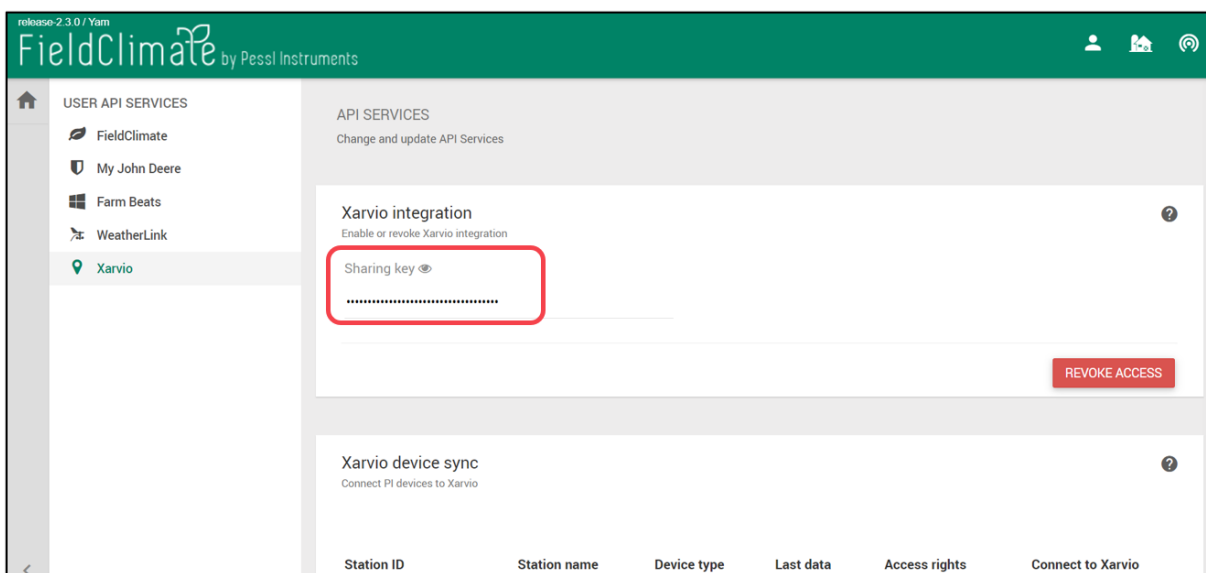 release-2.3.0 / Yam
FieldClimate by Pessl Instruments
USER API SERVICES
FieldClimate
My John Deere
Farm Beats
WeatherLink
Xarvio
API SERVICES
Change and update API Services
Xarvio integration
Enable or revoke Xarvio integration
Sharing key
••••••••••••••••••••••••••••••••••••
REVOKE ACCESS
Xarvio device sync
Connect PI devices to Xarvio
Station ID Station name Device type Last data Access rights Connect to Xarvio